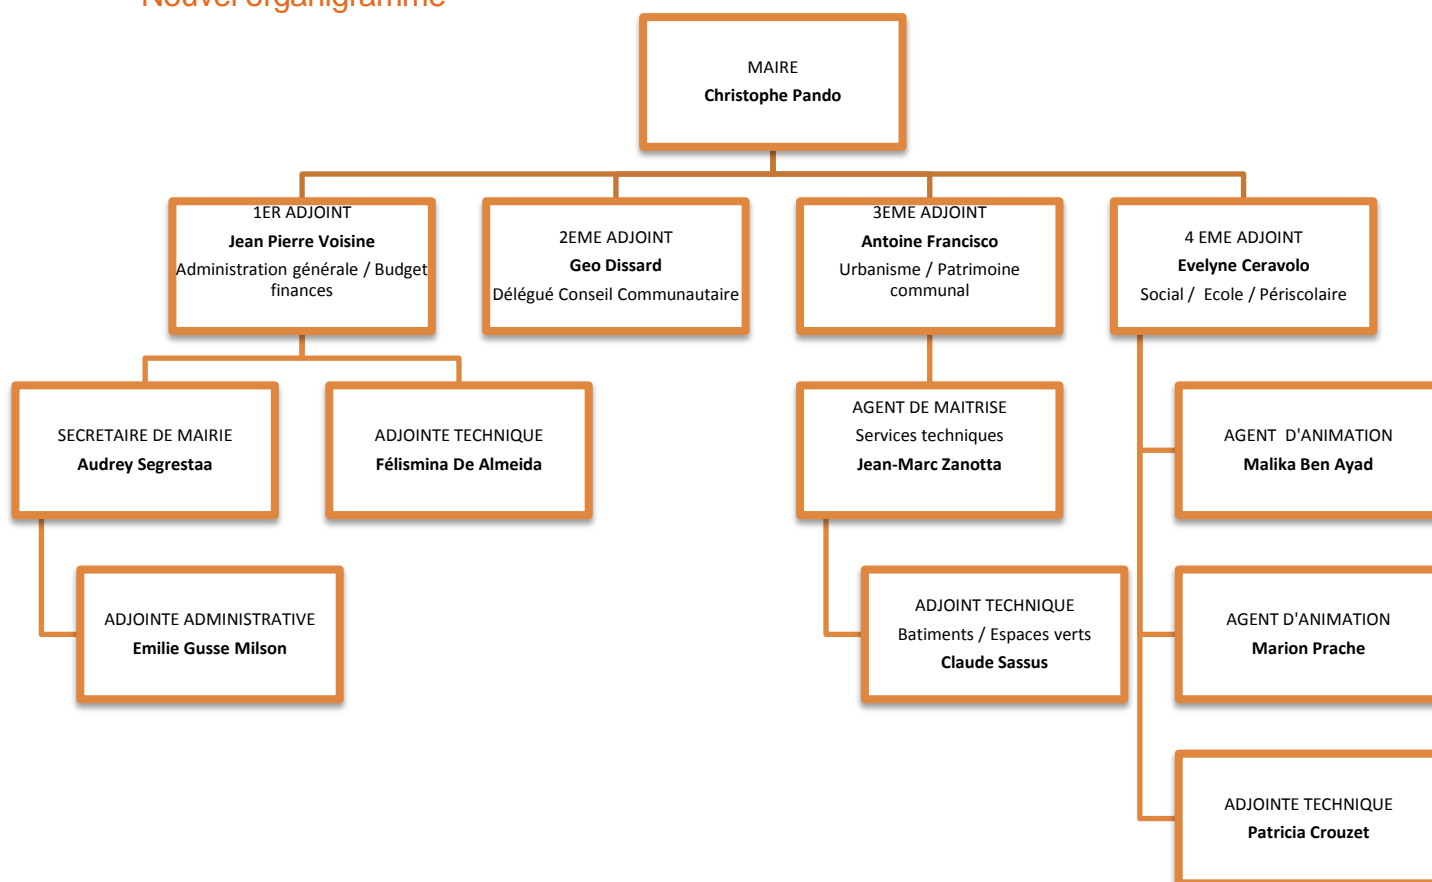 Nouvel organigramme
MAIRE
Christophe Pando
1ER ADJOINT
Jean Pierre Voisine
Administration générale / Budget
finances
2EME ADJOINT
Geo Dissard
Délégué Conseil Communautaire
3EME ADJOINT
Antoine Francisco
Urbanisme / Patrimoine
communal
4 EME ADJOINT
Evelyne Ceravolo
Social /  Ecole / Périscolaire
SECRETAIRE DE MAIRIE
Audrey Segrestaa
ADJOINTE TECHNIQUE
Félismina De Almeida
AGENT DE MAITRISE
Services techniques
Jean-Marc Zanotta
AGENT  D'ANIMATION
Malika Ben Ayad
ADJOINTE ADMINISTRATIVE
Emilie Gusse Milson
ADJOINT TECHNIQUE
Batiments / Espaces verts
Claude Sassus
AGENT D'ANIMATION
Marion Prache
ADJOINTE TECHNIQUE
Patricia Crouzet